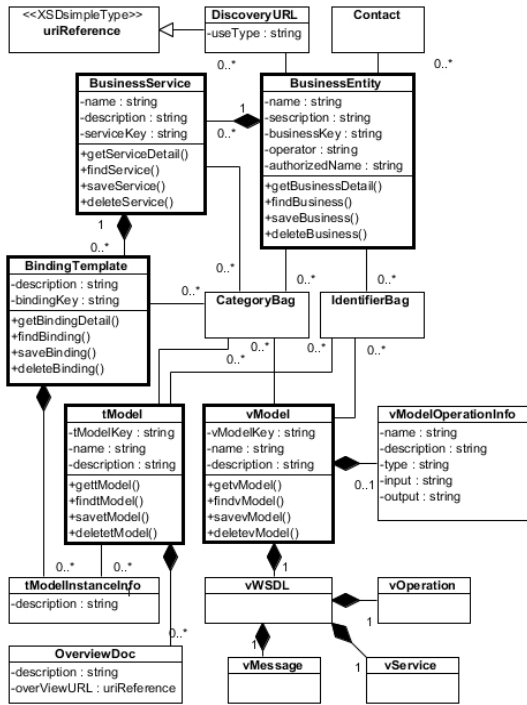 <<XSDsimpleType>>
uriReference
DiscoveryURL
-useType : string
Contact
0..*
0..*
BusinessService
-name : string
-description : string
-serviceKey : string
+getServiceDetail()
+findService()
+saveService()
+deleteService()
1
0..*
BusinessEntity
-name : string
-sescription : string
-businessKey : string
-operator : string
-authorizedName : string
+getBusinessDetail()
+findBusiness()
+saveBusiness()
+deleteBusiness()
1
0..*
BindingTemplate
-description : string
-bindingKey : string
+getBindingDetail()
+findBinding()
+saveBinding()
+deleteBinding()
0..*
0..*
0..*
0..*
CategoryBag
IdentifierBag
0..*
0..*
0..*
0..*
tModel
-tModelKey : string
-name : string
-description : string
+gettModel()
+findtModel()
+savetModel()
+deletetModel()
vModel
-vModelKey : string
-name : string
-description : string
+getvModel()
+findvModel()
+savevModel()
+deletevModel()
vModelOperationInfo
-name : string
-description : string
-type : string
-input : string
-output : string
0..1
0..*
0..*
1
tModelInstanceInfo
-description : string
1
vWSDL
vOperation
1
0..*
OverviewDoc
-description : string
-overViewURL : uriReference
1
vMessage
1
vService